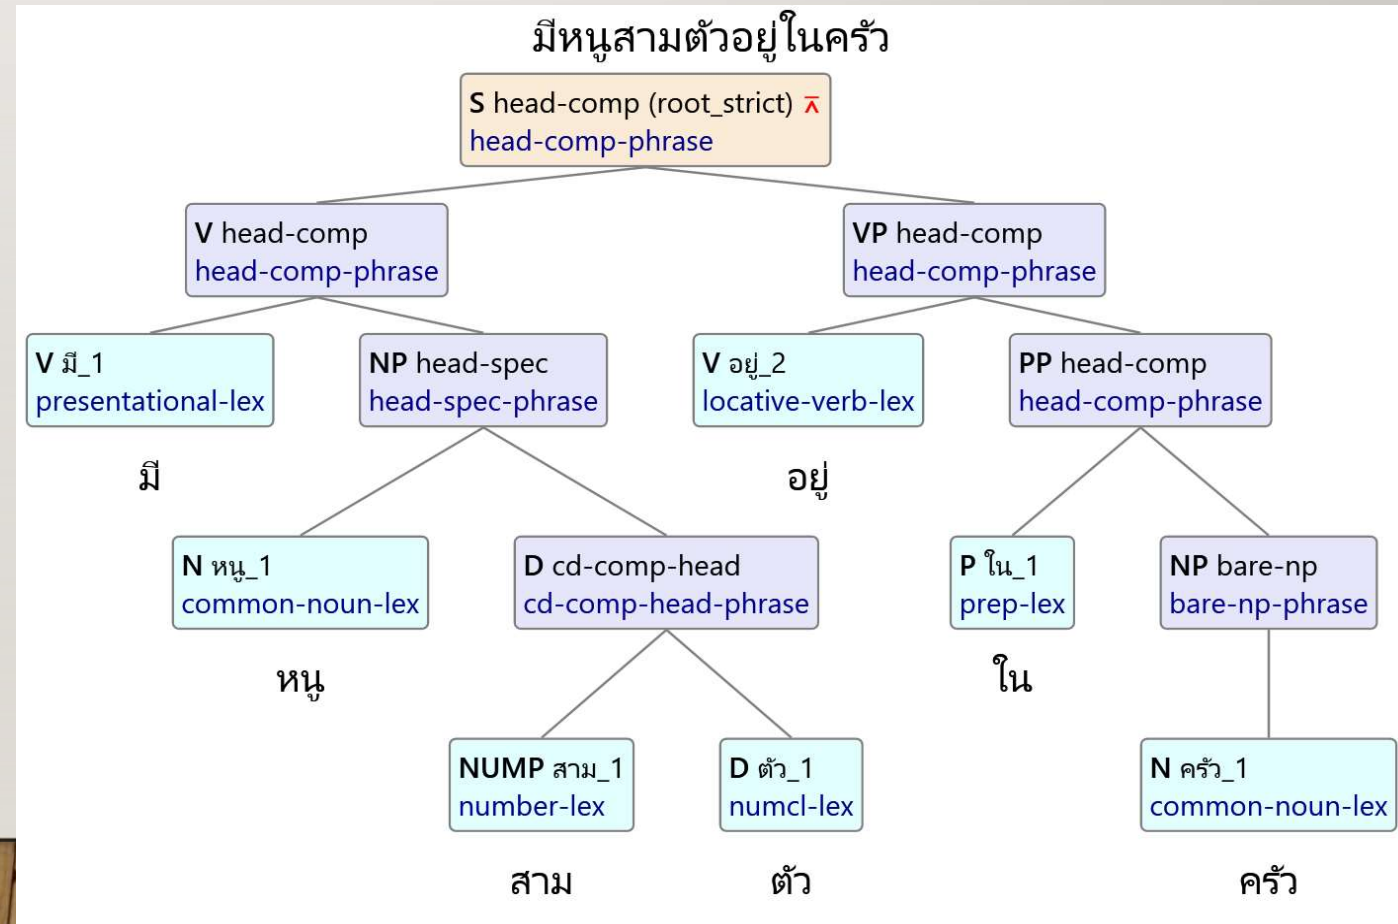 มีหนูสามตัวอยู่ในครัว
S head-comp (root_strict) ⌅
head-comp-phrase
V head-comp
head-comp-phrase
VP head-comp
head-comp-phrase
V มี_1
presentational-lex
NP head-spec
head-spec-phrase
V อยู่_2
locative-verb-lex
PP head-comp
head-comp-phrase
มี
อยู่
N หนู_1
common-noun-lex
D cd-comp-head
cd-comp-head-phrase
P ใน_1
prep-lex
NP bare-np
bare-np-phrase
หนู
ใน
NUMP สาม_1
number-lex
D ตัว_1
numcl-lex
N ครัว_1
common-noun-lex
สาม
ตัว
ครัว